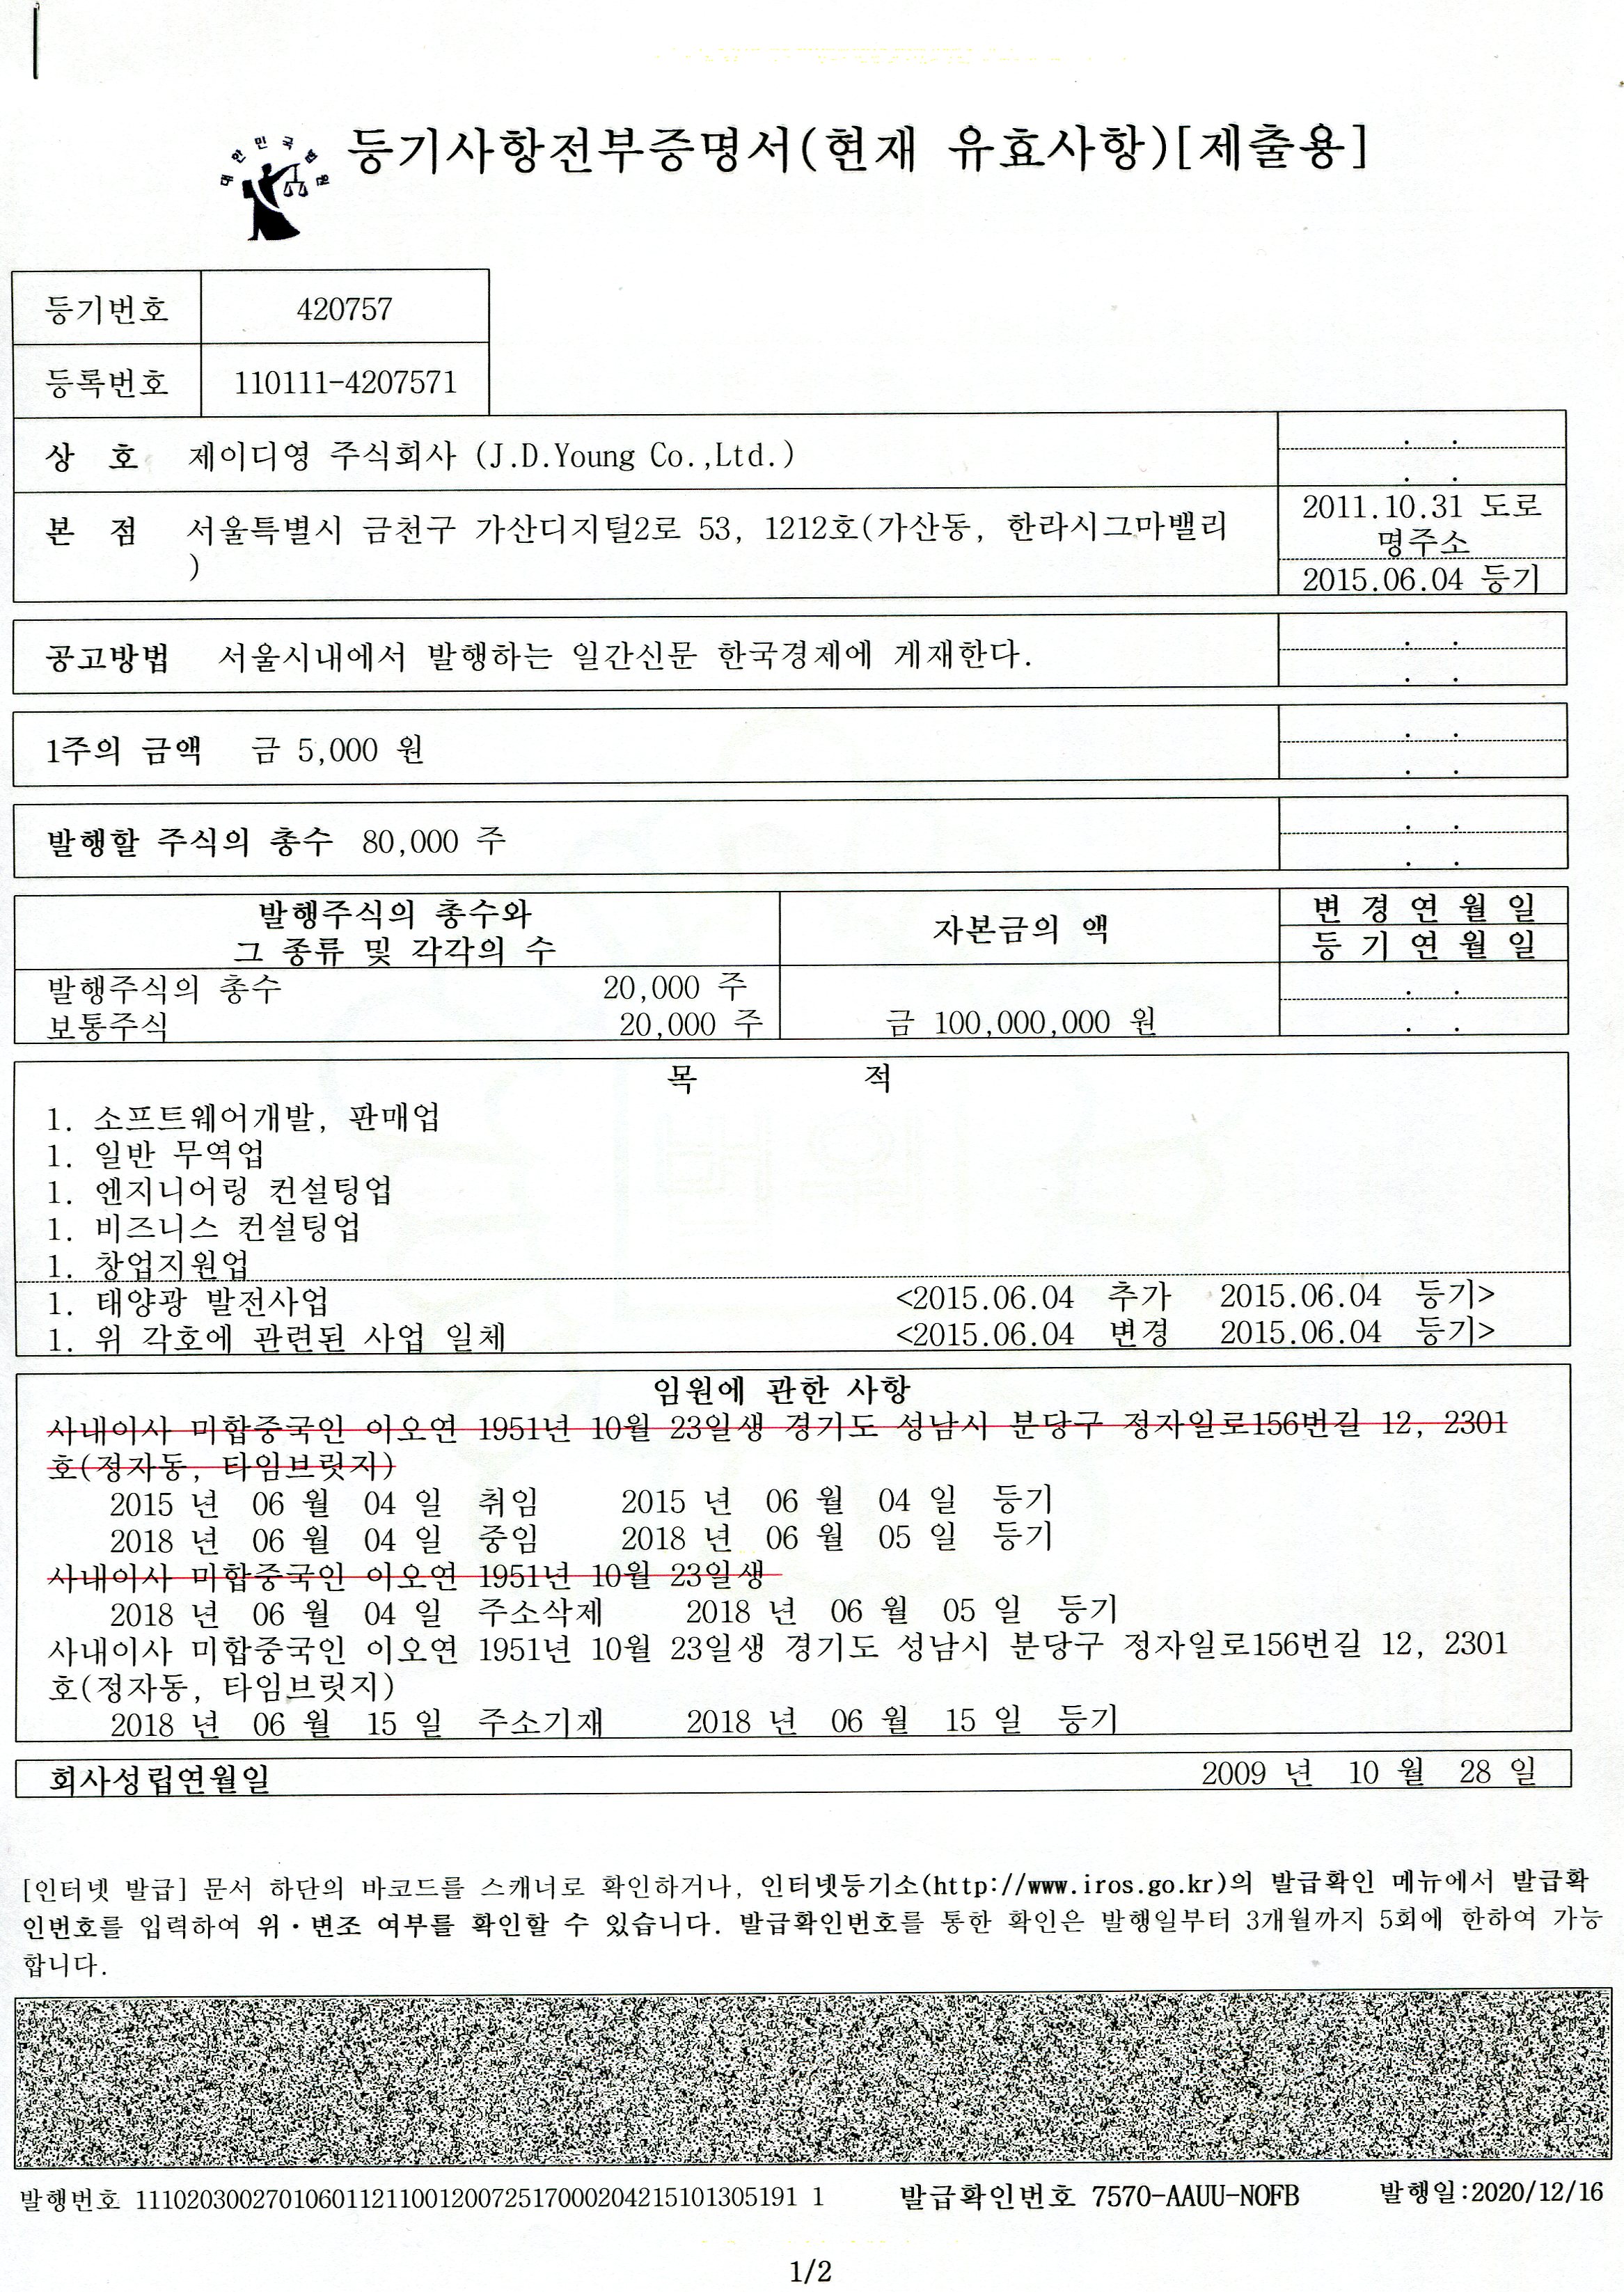 대한민국법원
등기사항전부증명서(현재 유효사항)[제출용]
등기번호 420757
등록번호 110111-4207571
상 호 제이디영 주식회사 (J.D.Young Co.,Ltd.) . .
. .
본 점 서울특별시 금천구 가산디지털2로 53, 1212호(가산동, 한라시그마밸리 2011.10.31 도로
명주소
) 2015.06.04 등기
공고방법 서울시내에서 발행하는 일간신문 한국경제에 게재한다. . .
. .
1주의 금액 금 5,000 원 . .
. .
발행할 주식의 총수 80,000 주 . .
. .
발행주식의 총수와 자본금의 액 변 경 연 월 일
그 종류 및 각각의 수 등 기 연 월 일
발행주식의 총수 20,000 주 . .
보통주식 20,000 주 금 100,000,000 원 . .
목 적
1. 소프트웨어개발, 판매업
1. 일반 무역업
1. 엔지니어링 컨설팅업
1. 비즈니스 컨설팅업
1. 창업지원업
1. 태양광 발전사업 <2015.06.04 추가 2015.06.04 등기>
1. 위 각호에 관련된 사업 일체 <2015.06.04 변경 2015.06.04 등기>
임원에 관한 사항
사내이사 미합중국인 이오연 1951년 10월 23일생 경기도 성남시 분당구 정자일로156번길 12, 2301
호(정자동, 타임브릿지)
2015 년 06 월 04 일 취임 2015 년 06 월 04 일 등기
2018 년 06 월 04 일 중임 2018 년 06 월 05 일 등기
사내이사 미합중국인 이오연 1951년 10월 23일생
2018 년 06 월 04 일 주소삭제 2018 년 06 월 05 일 등기
사내이사 미합중국인 이오연 1951년 10월 23일생 경기도 성남시 분당구 정자일로156번길 12, 2301
호(정자동, 타임브릿지)
2018 년 06 월 15 일 주소기재 2018 년 06 월 15 일 등기
회사성립연월일 2009 년 10 월 28 일
[인터넷 발급] 문서 하단의 바코드를 스캐너로 확인하거나, 인터넷등기소(http://www.iros.go.kr)의 발급확인 메뉴에서 발급확
인번호를 입력하여 위·변조 여부를 확인할 수 있습니다. 발급확인번호를 통한 확인은 발행일부터 3개월까지 5회에 한하여 가능
합니다.
발행번호 11102030027010601121100120072517000204215101305191 1 발급확인번호 7570-AAUU-NOFB 발행일:2020/12/16
1/2